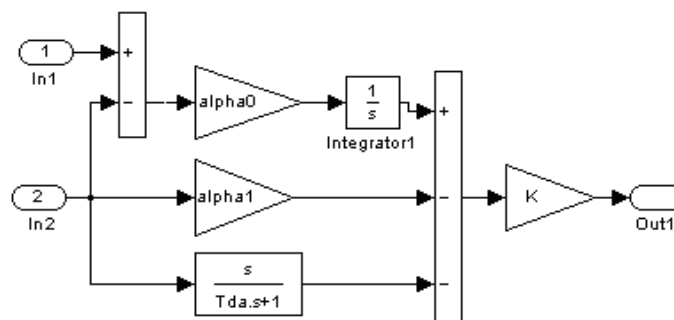 1
In1
+
−
alpha0
1
s
Integrator1
+
2
In2
alpha1
−
K
Out1
s
Tda.s+1
−